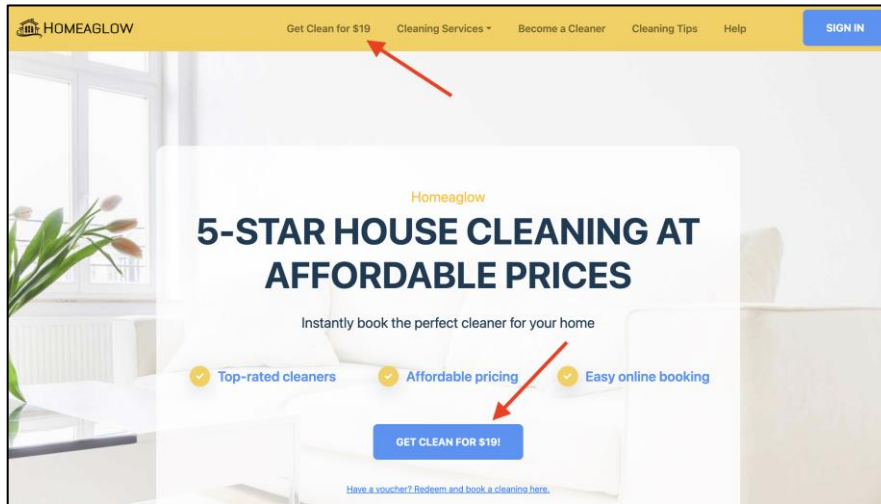 HOMEAGLOW
Get Clean for $19
Cleaning Services
Become a Cleaner
Cleaning Tips
Help
SIGN IN
Homeaglow
5-STAR HOUSE CLEANING AT
AFFORDABLE PRICES
Instantly book the perfect cleaner for your home
Top-rated cleaners
Affordable pricing
Easy online booking
GET CLEAN FOR $19!
Have a voucher? Redeem and book a cleaning here.